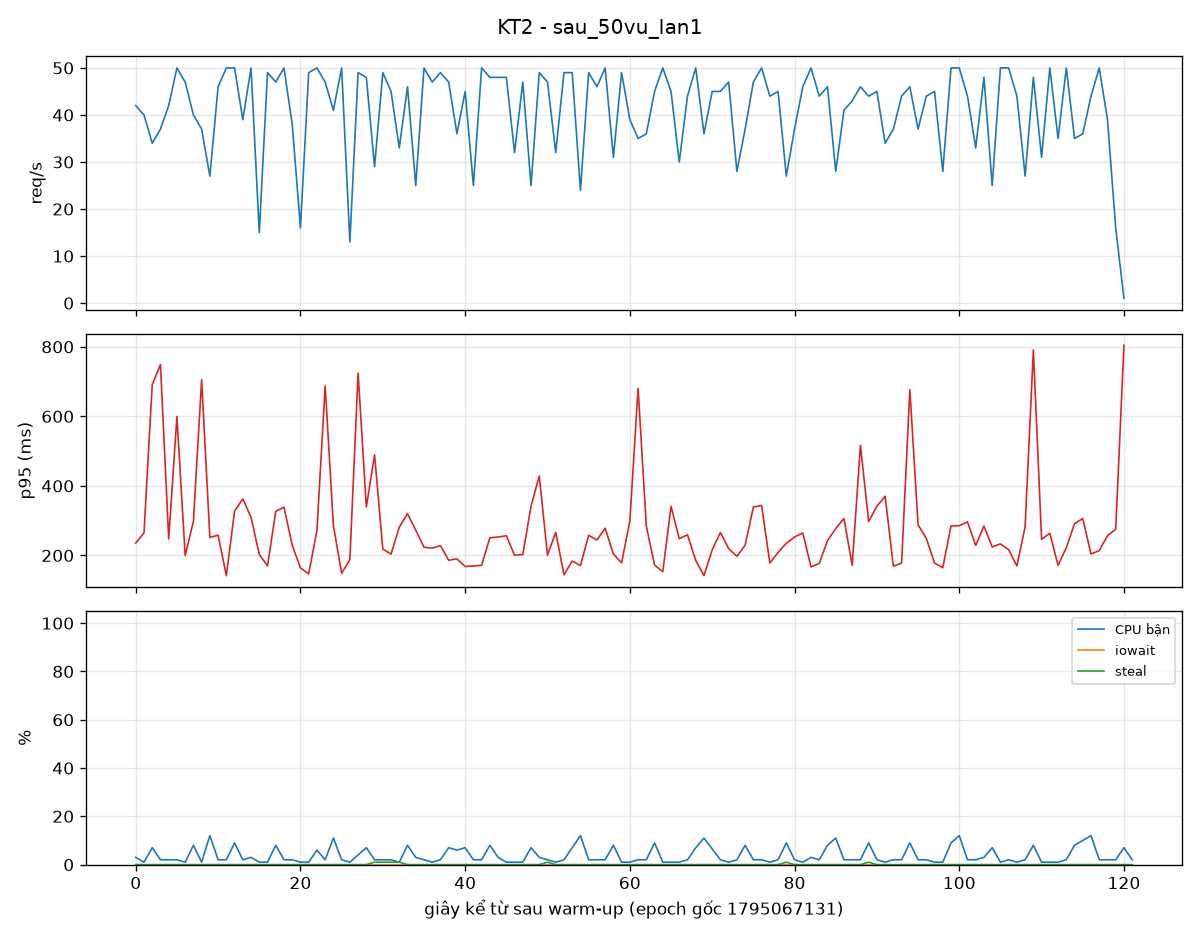 KT2 - sau_50vu_lan1
50
40
30
20
10
0
req/s
800
600
400
200
p95 (ms)
100
80
60
40
20
0
%
CPU bận
iowait
steal
0 20 40 60 80 100 120
giây kể từ sau warm-up (epoch gốc 1795067131)